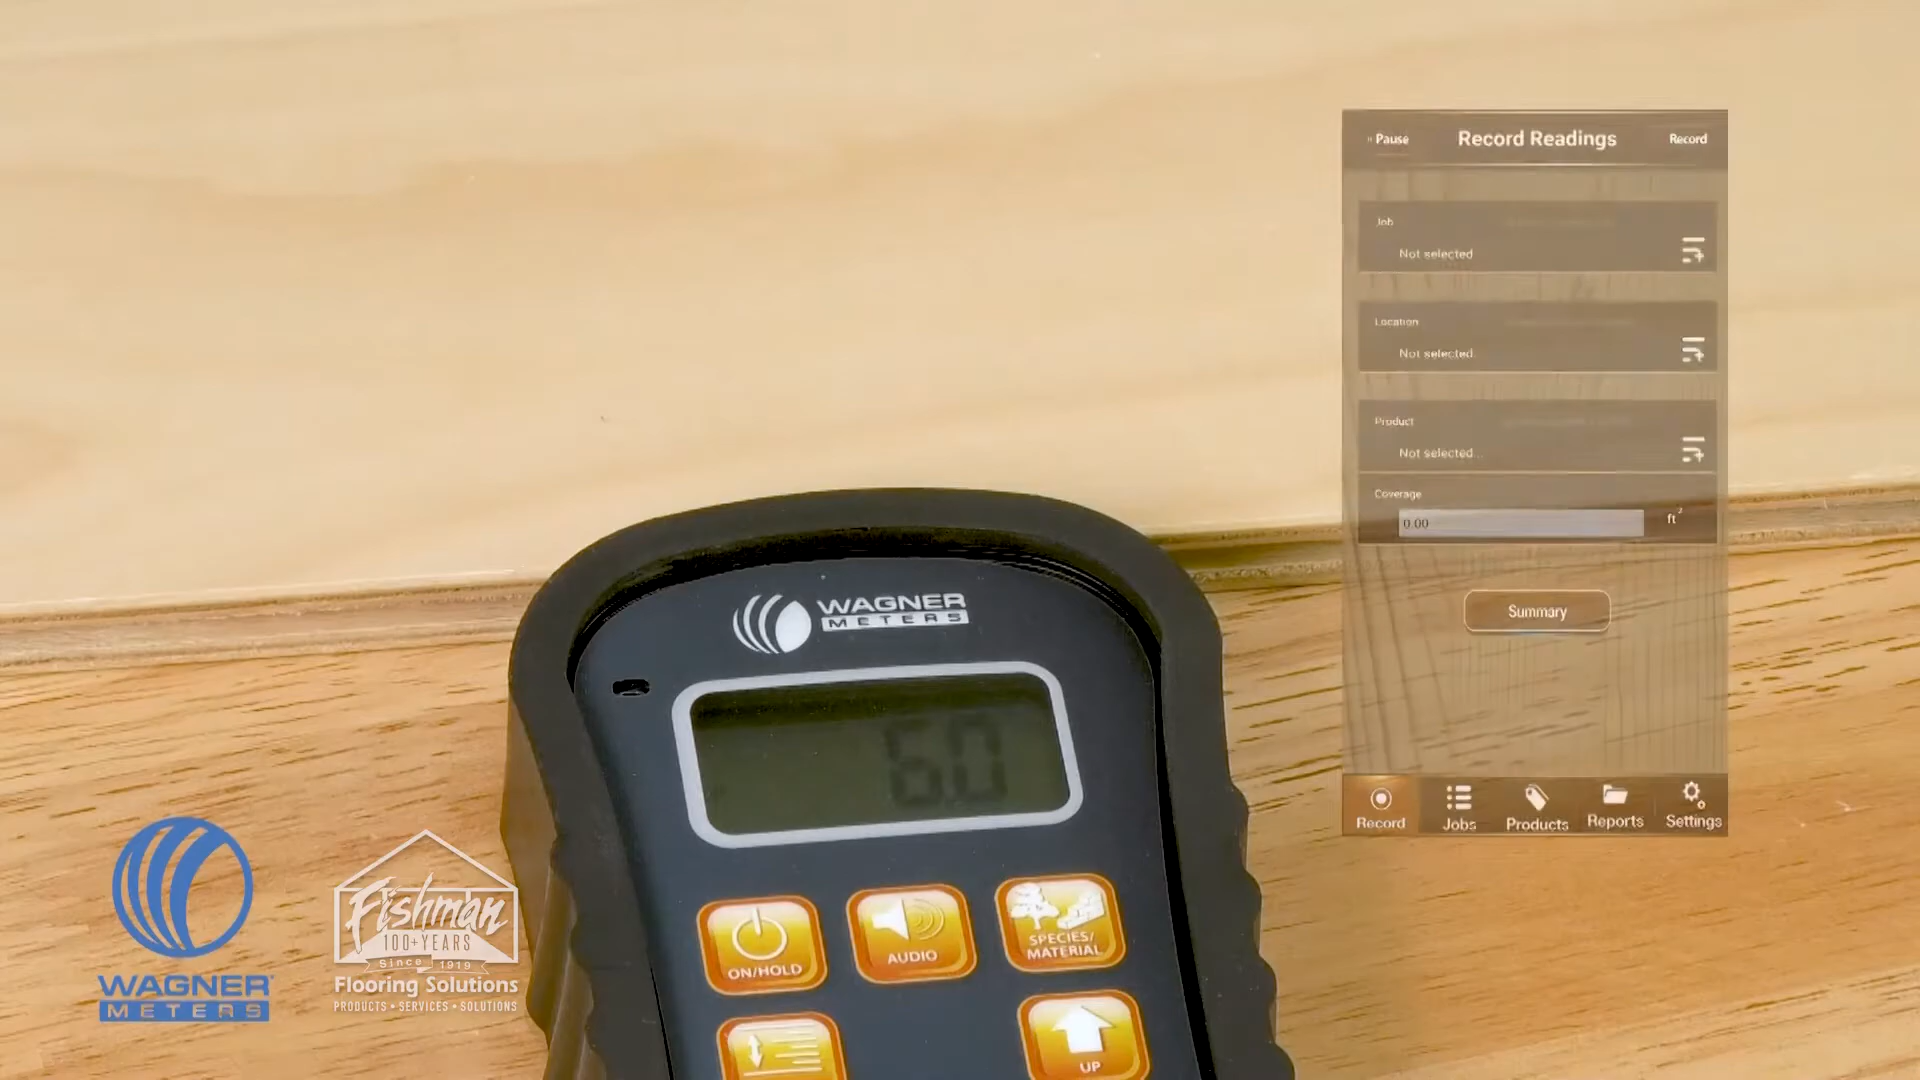 Pause
Record Readings
Record
Job
Not selected
Location
Not selected
Product
Not selected...
Coverage
0.00
ft²
Summary
Record
Jobs
Products
Reports
Settings
WAGNER
METERS
6.0
ON/HOLD
AUDIO
SPECIES/
MATERIAL
UP
WAGNER
METERS
Fishman
100+YEARS
Since 1919
Flooring Solutions
PRODUCTS • SERVICES • SOLUTIONS